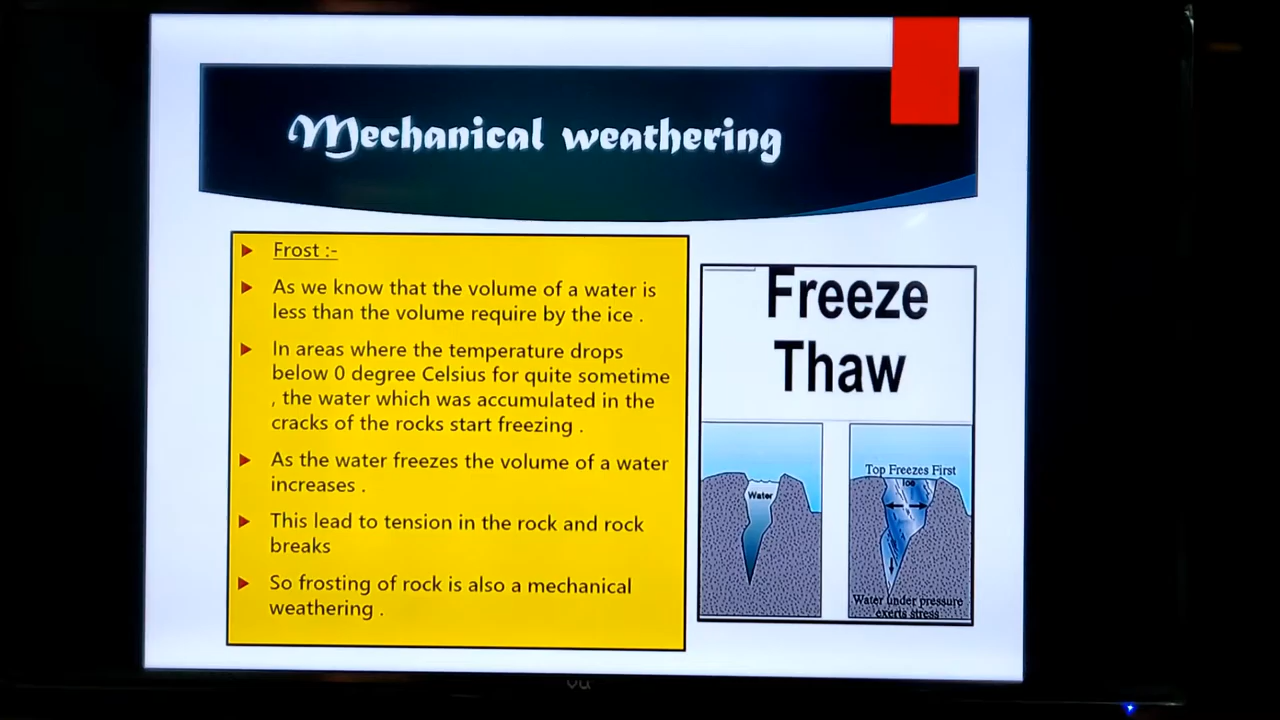 Mechanical weathering
Frost :-
As we know that the volume of a water is
less than the volume require by the ice .
In areas where the temperature drops
below 0 degree Celsius for quite sometime
, the water which was accumulated in the
cracks of the rocks start freezing .
As the water freezes the volume of a water
increases .
This lead to tension in the rock and rock
breaks
So frosting of rock is also a mechanical
weathering .
Freeze
Thaw
Water
Top Freezes First
Ice
Water under pressure
exerts stress